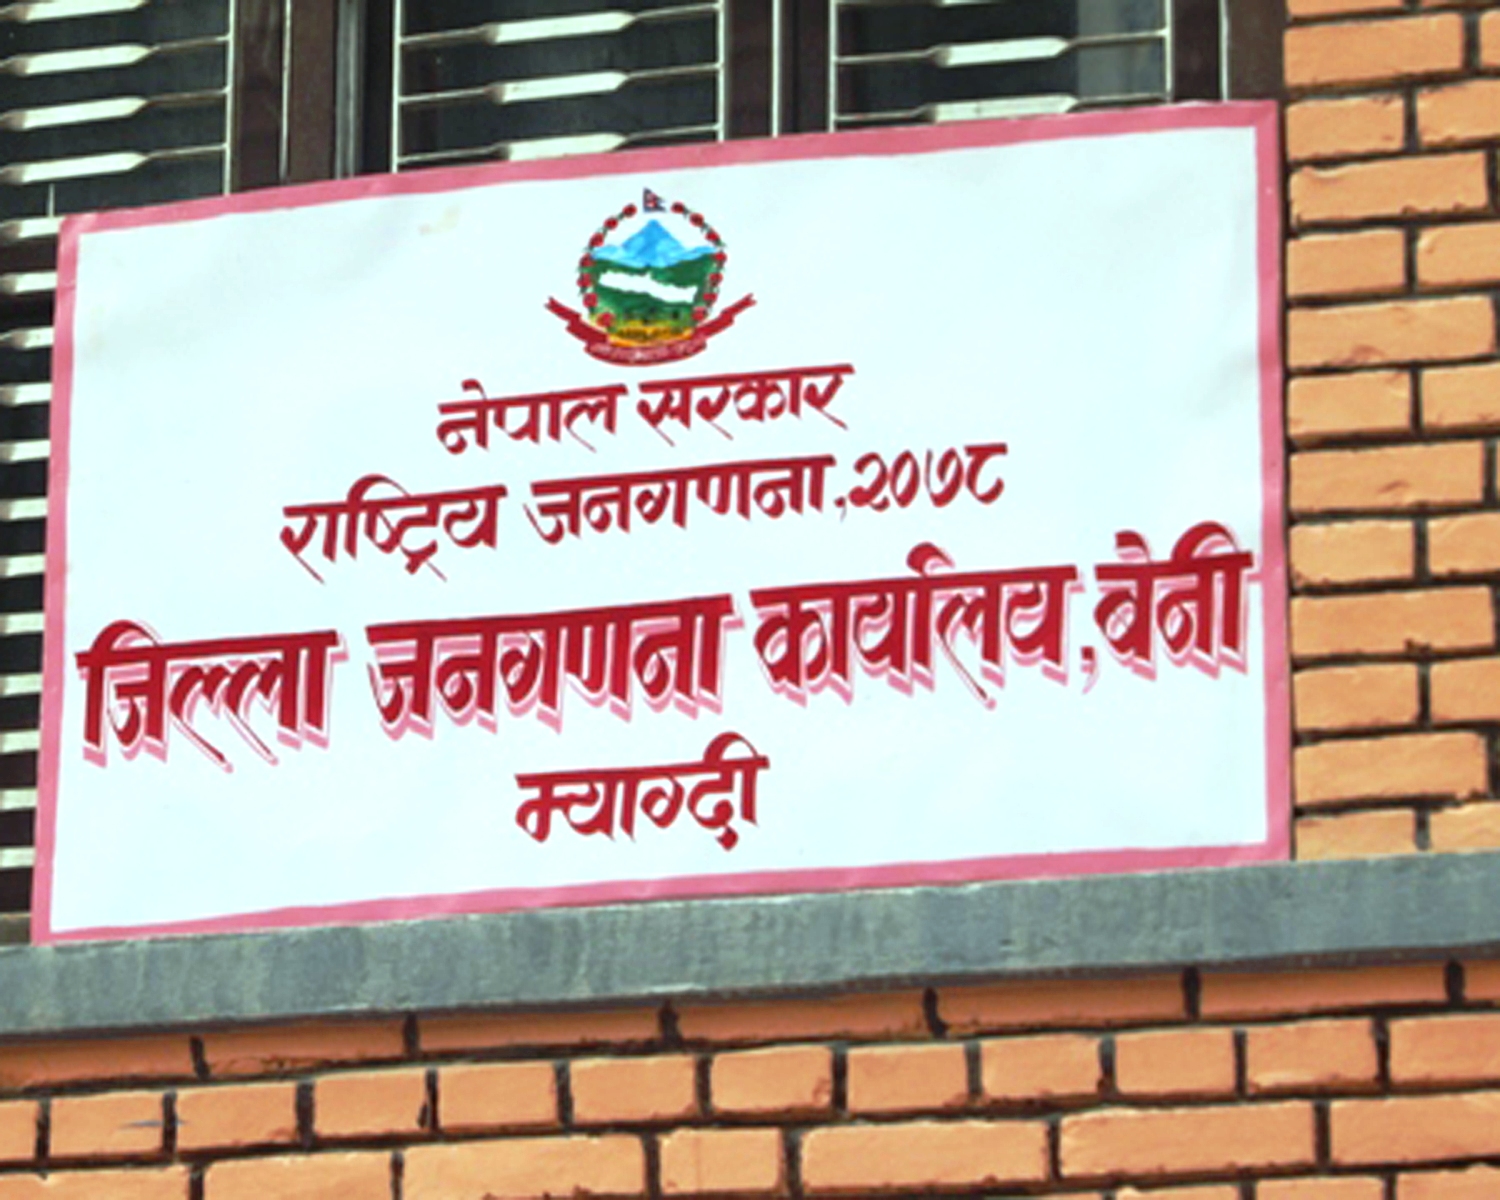 नेपाल सरकार
राष्ट्रिय जनगणना,२०७८
जिल्ला जनगणना कार्यालय,बेनी
म्याग्दी